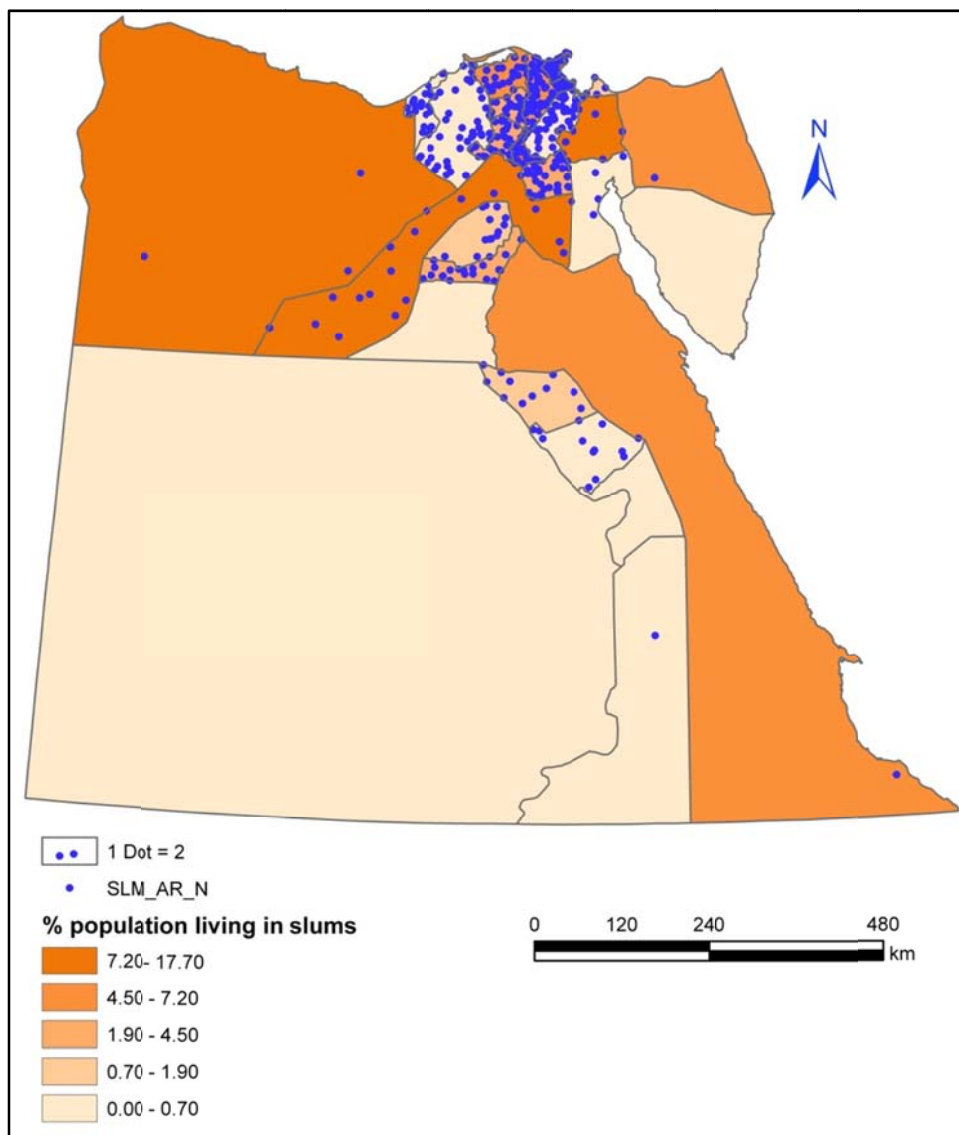 N
1 Dot = 2
SLM_AR_N
% population living in slums
7.20 - 17.70
4.50 - 7.20
1.90 - 4.50
0.70 - 1.90
0.00 - 0.70
0 120 240 480
km